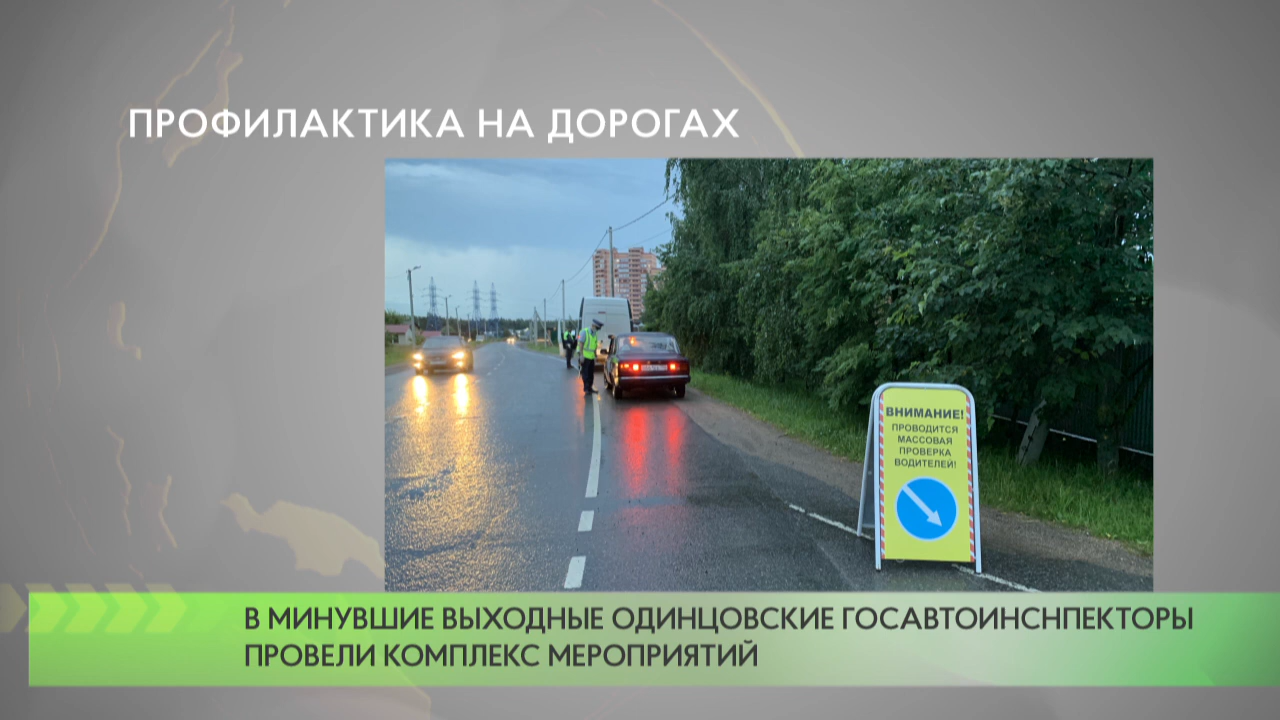 ПРОФИЛАКТИКА НА ДОРОГАХ
ВНИМАНИЕ!
ПРОВОДИТСЯ
МАССОВАЯ
ПРОВЕРКА
ВОДИТЕЛЕЙ!
В МИНУВШИЕ ВЫХОДНЫЕ ОДИНЦОВСКИЕ ГОСАВТОИНСНПЕКТОРЫ
ПРОВЕЛИ КОМПЛЕКС МЕРОПРИЯТИЙ